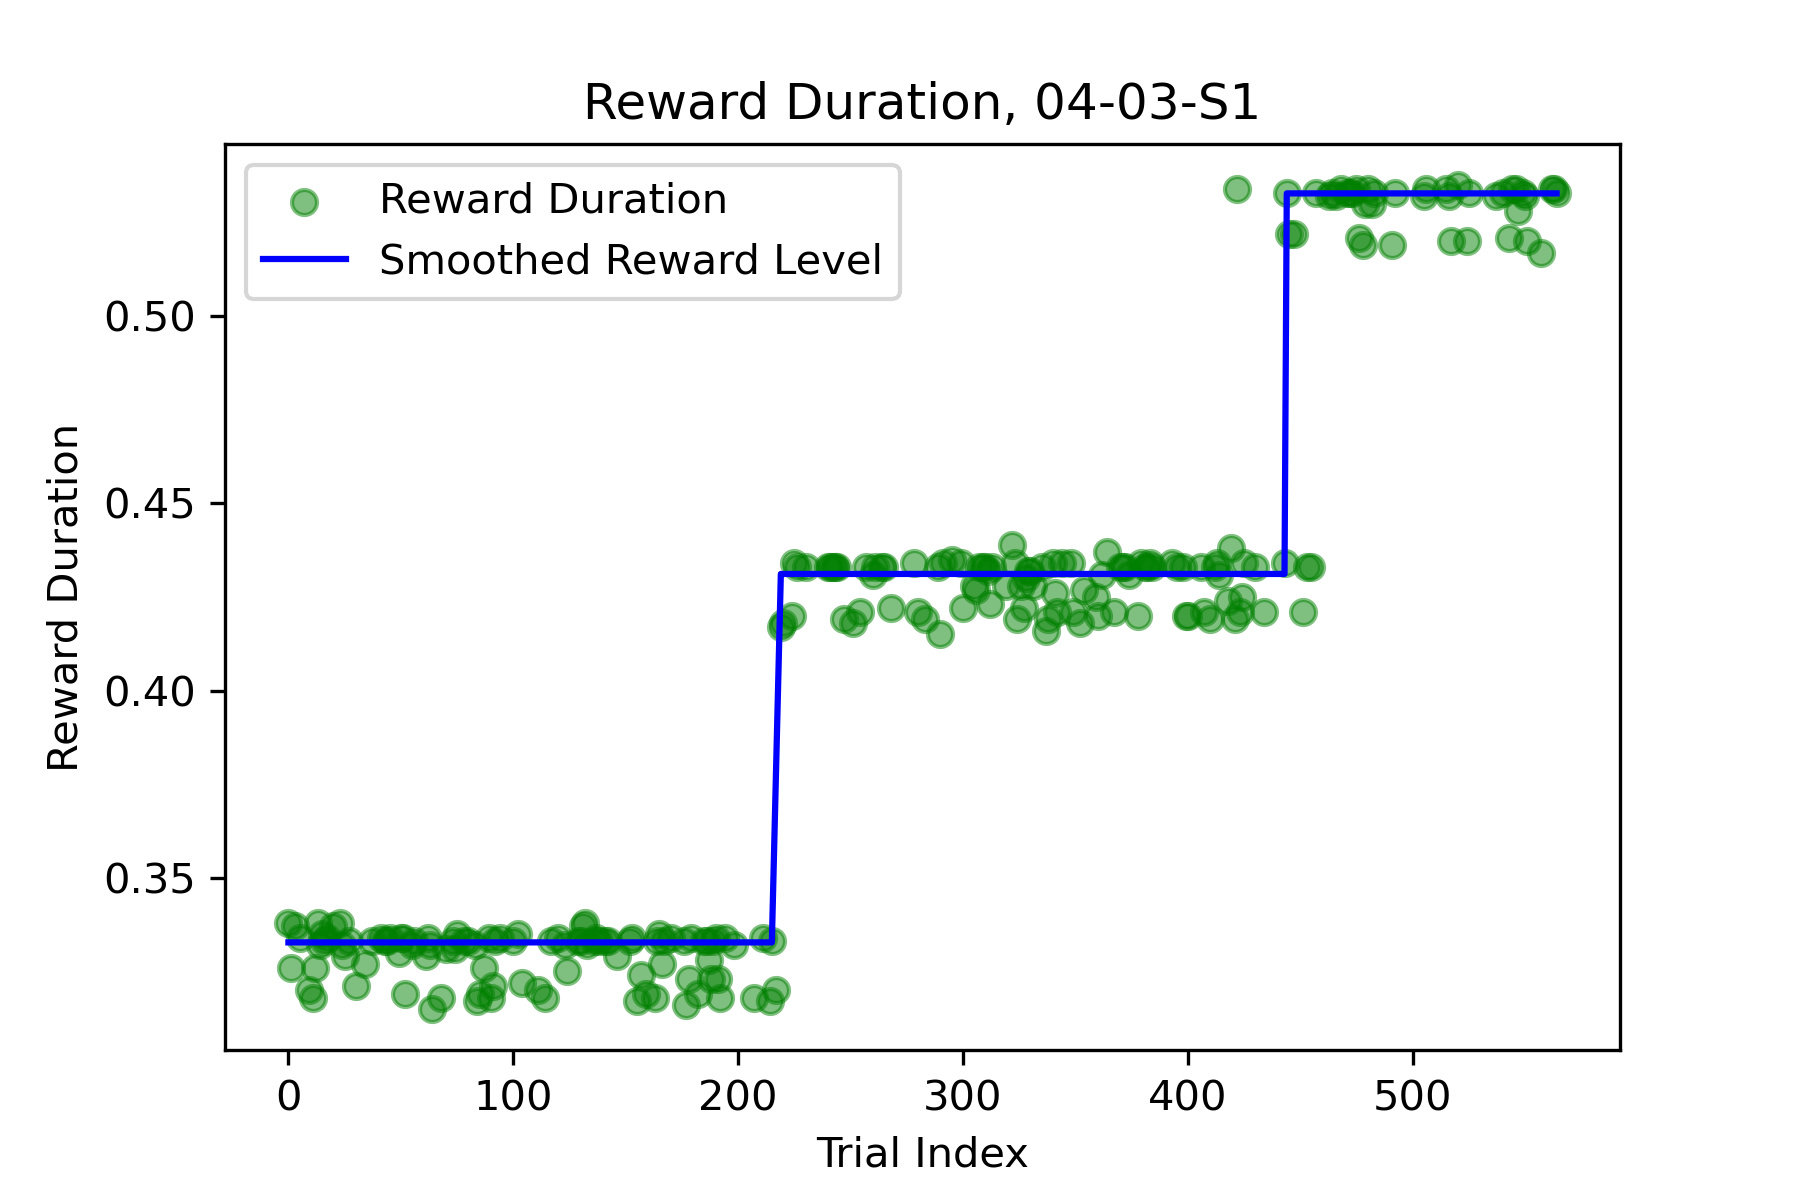 Reward Duration, 04-03-S1
Reward Duration
Smoothed Reward Level
0.50
0.45
0.40
0.35
Reward Duration
0 100 200 300 400 500
Trial Index